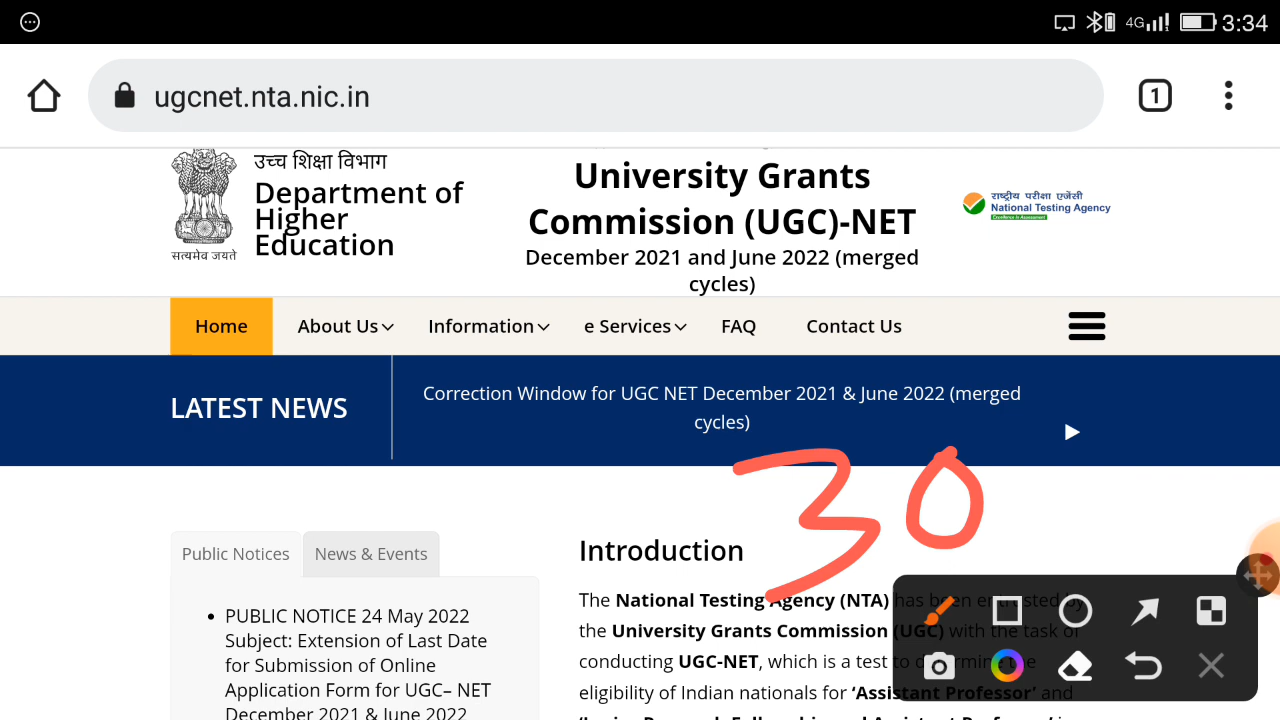 4G 3:34
ugcnet.nta.nic.in
1
उच्च शिक्षा विभाग
Department of
Higher
Education
सत्यमेव जयते
University Grants
Commission (UGC)-NET
December 2021 and June 2022 (merged
cycles)
राष्ट्रीय परीक्षा एजेंसी
National Testing Agency
Excellence in Assessment
Home About Us Information e Services FAQ Contact Us
LATEST NEWS
Correction Window for UGC NET December 2021 & June 2022 (merged
cycles)
30
Public Notices News & Events
PUBLIC NOTICE 24 May 2022
Subject: Extension of Last Date
for Submission of Online
Application Form for UGC– NET
December 2021 & June 2022
Introduction
The National Testing Agency (NTA) has been entrusted by
the University Grants Commission (UGC) with the task of
conducting UGC-NET, which is a test to determine the
eligibility of Indian nationals for ‘Assistant Professor’ and